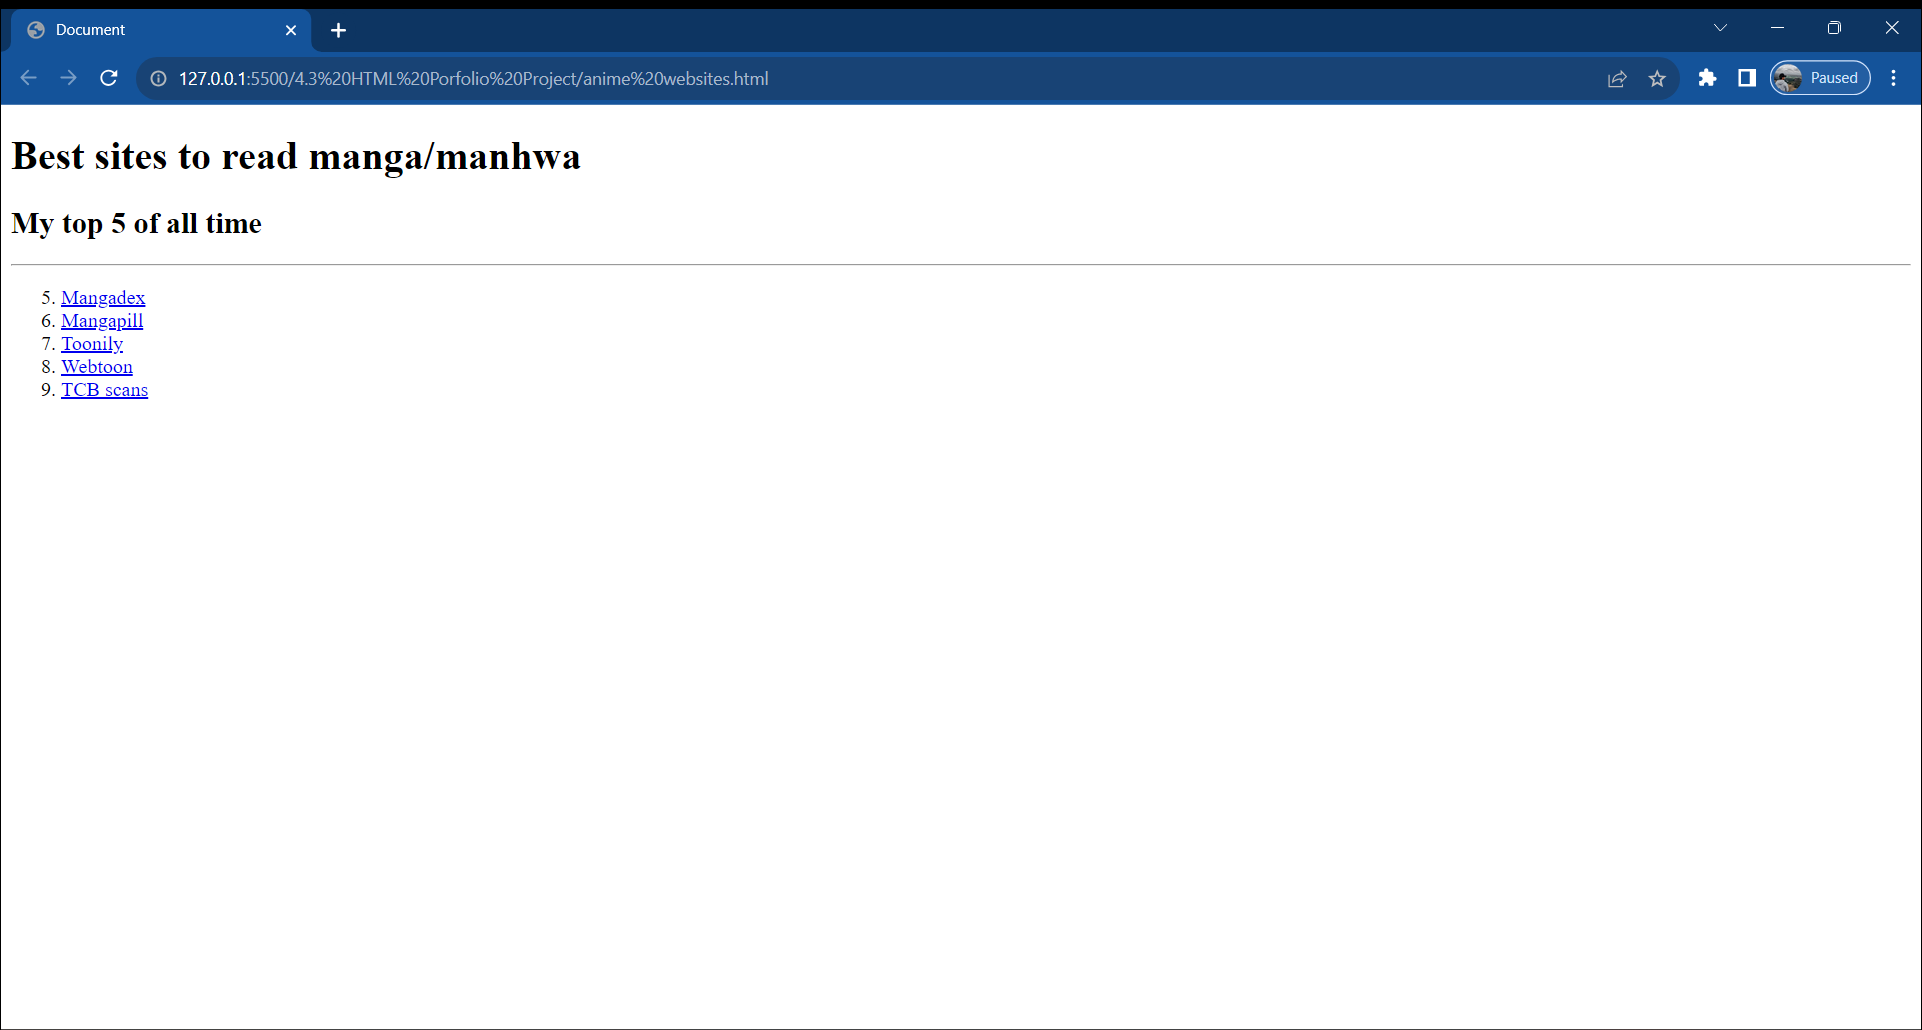 Document
127.0.0.1:5500/4.3%20HTML%20Porfolio%20Project/anime%20websites.html
Paused
Best sites to read manga/manhwa
My top 5 of all time
5. Mangadex
6. Mangapill
7. Toonily
8. Webtoon
9. TCB scans